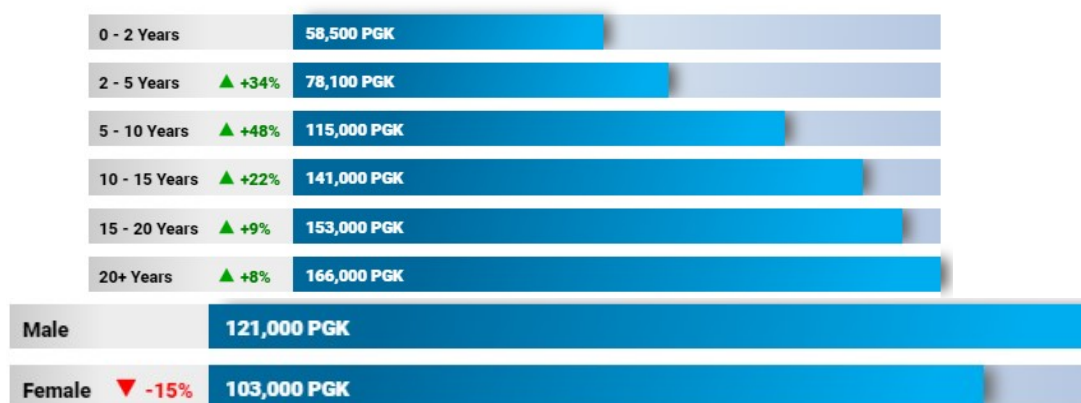 0 - 2 Years 58,500 PGK
2 - 5 Years ▲ +34% 78,100 PGK
5 - 10 Years ▲ +48% 115,000 PGK
10 - 15 Years ▲ +22% 141,000 PGK
15 - 20 Years ▲ +9% 153,000 PGK
20+ Years ▲ +8% 166,000 PGK
Male 121,000 PGK
Female ▼ -15% 103,000 PGK